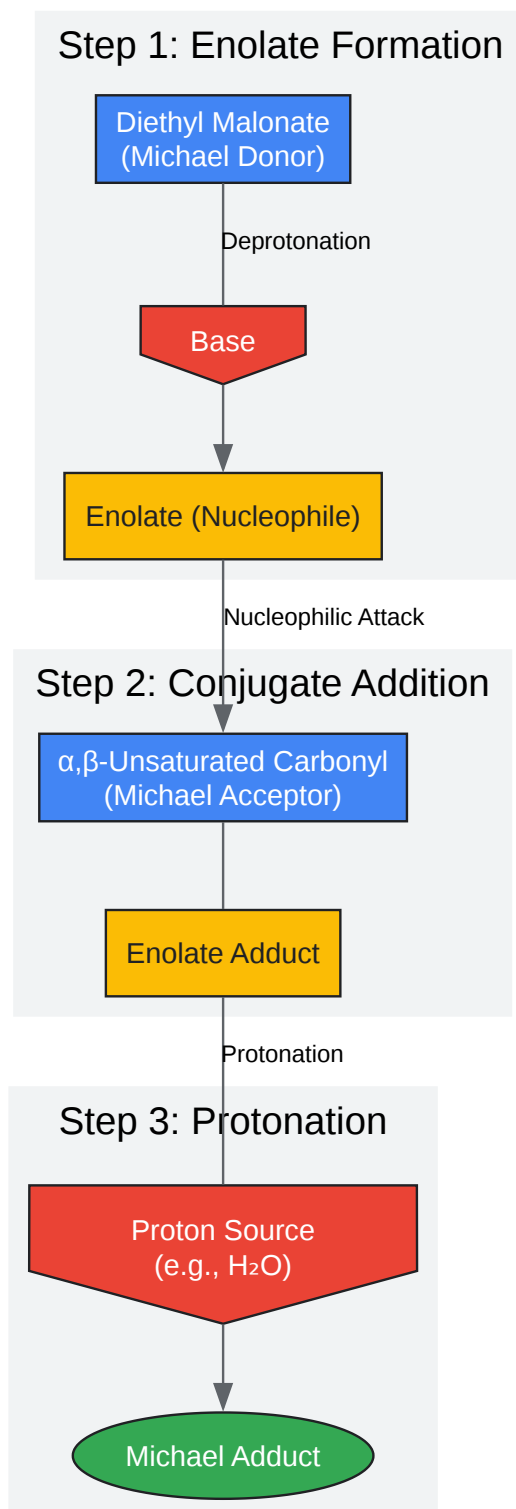 Step 1: Enolate Formation
Diethyl Malonate
(Michael Donor)
Deprotonation
Base
Enolate (Nucleophile)
Nucleophilic Attack
Step 2: Conjugate Addition
α,β-Unsaturated Carbonyl
(Michael Acceptor)
Enolate Adduct
Protonation
Step 3: Protonation
Proton Source
(e.g., H₂O)
Michael Adduct